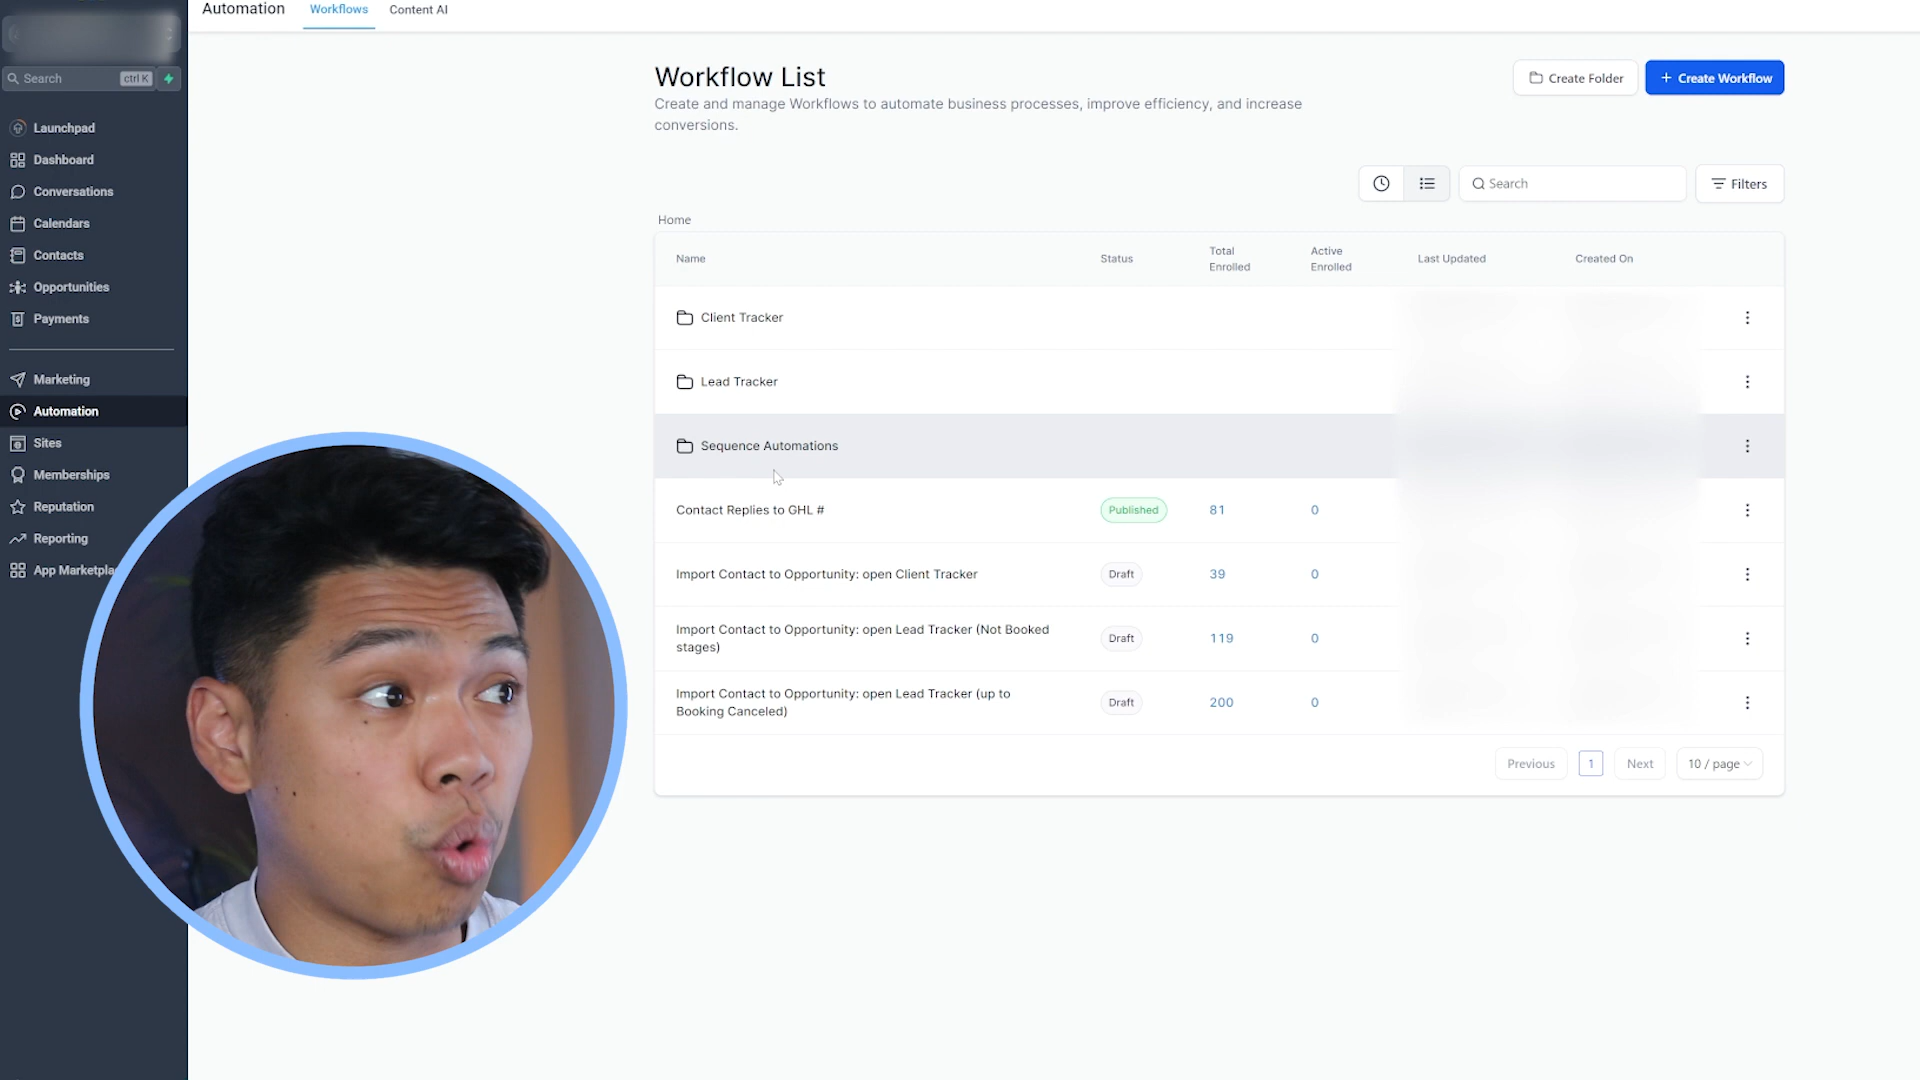 Automation
Workflows
Content AI
Search
ctrl K
Launchpad
Dashboard
Conversations
Calendars
Contacts
Opportunities
Payments
Marketing
Automation
Sites
Memberships
Reputation
Reporting
App Marketpla
Workflow List
Create and manage Workflows to automate business processes, improve efficiency, and increase
conversions.
Create Folder
+ Create Workflow
Search
Filters
Home
Name
Status
Total
Enrolled
Active
Enrolled
Last Updated
Created On
Client Tracker
Lead Tracker
Sequence Automations
Contact Replies to GHL #
Published
81
0
Import Contact to Opportunity: open Client Tracker
Draft
39
0
Import Contact to Opportunity: open Lead Tracker (Not Booked
stages)
Draft
119
0
Import Contact to Opportunity: open Lead Tracker (up to
Booking Canceled)
Draft
200
0
Previous
1
Next
10 / page